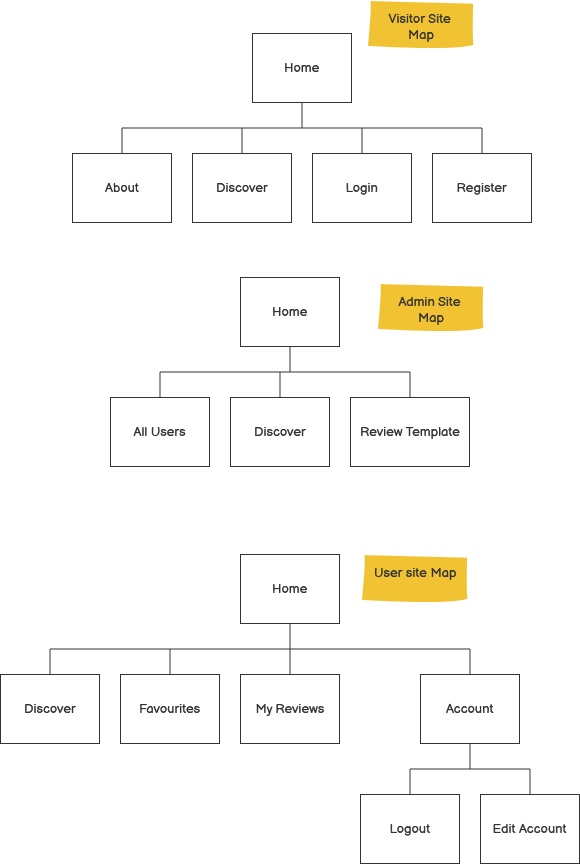 Visitor Site
Map
Home
About
Discover
Login
Register
Admin Site
Map
Home
All Users
Discover
Review Template
User site Map
Home
Discover
Favourites
My Reviews
Account
Logout
Edit Account